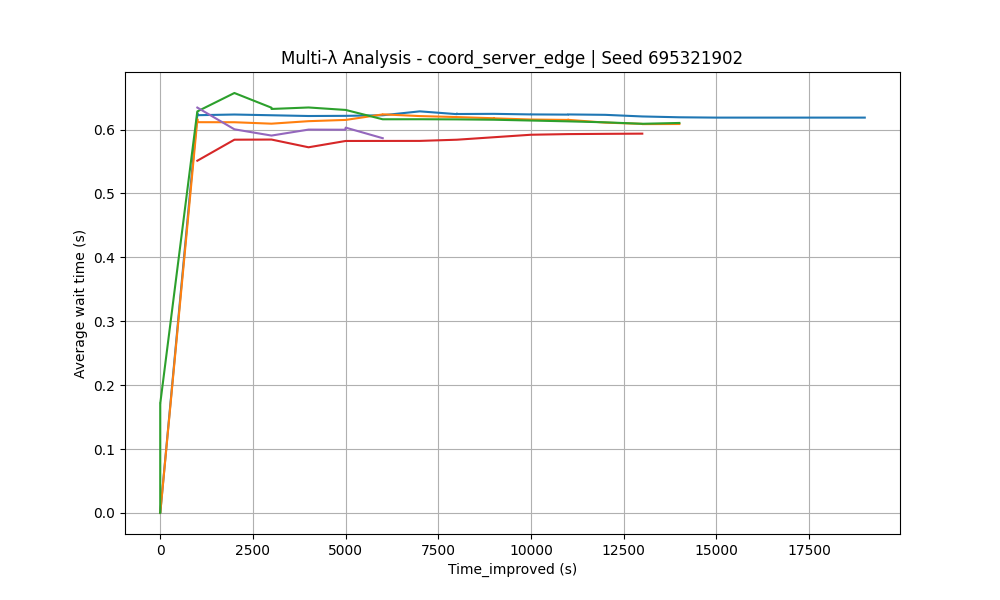 Multi-λ Analysis - coord_server_edge | Seed 695321902
Average wait time (s)
0.6
0.5
0.4
0.3
0.2
0.1
0.0
0 2500 5000 7500 10000 12500 15000 17500
Time_improved (s)